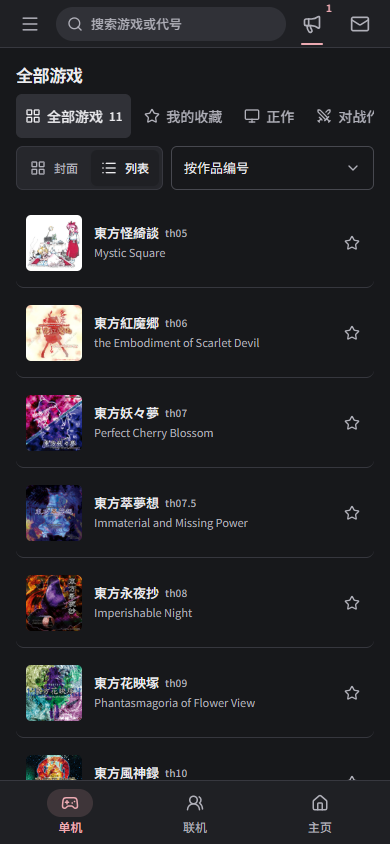 搜索游戏或代号
1
全部游戏
全部游戏 11 我的收藏 正作 对战作
封面 列表 按作品编号
東方怪綺談 th05
Mystic Square
東方紅魔郷 th06
the Embodiment of Scarlet Devil
東方妖々夢 th07
Perfect Cherry Blossom
東方萃夢想 th07.5
Immaterial and Missing Power
東方永夜抄 th08
Imperishable Night
東方花映塚 th09
Phantasmagoria of Flower View
東方風神録 th10
单机 联机 主页